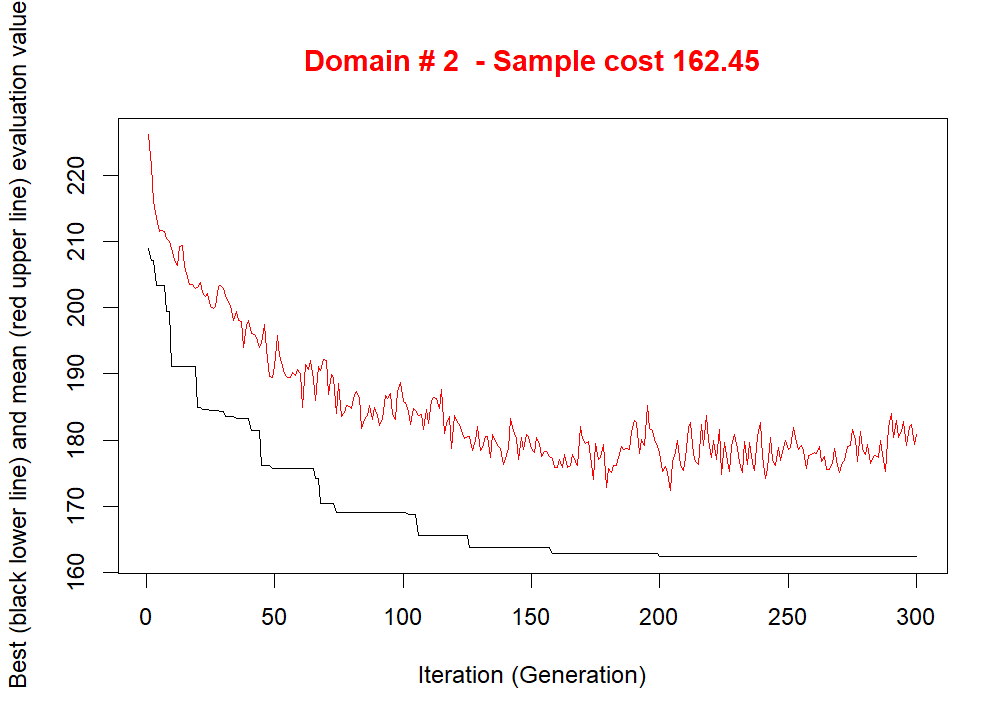 Domain # 2  - Sample cost 162.45
Best (black lower line) and mean (red upper line) evaluation value
220
210
200
190
180
170
160
0 50 100 150 200 250 300
Iteration (Generation)